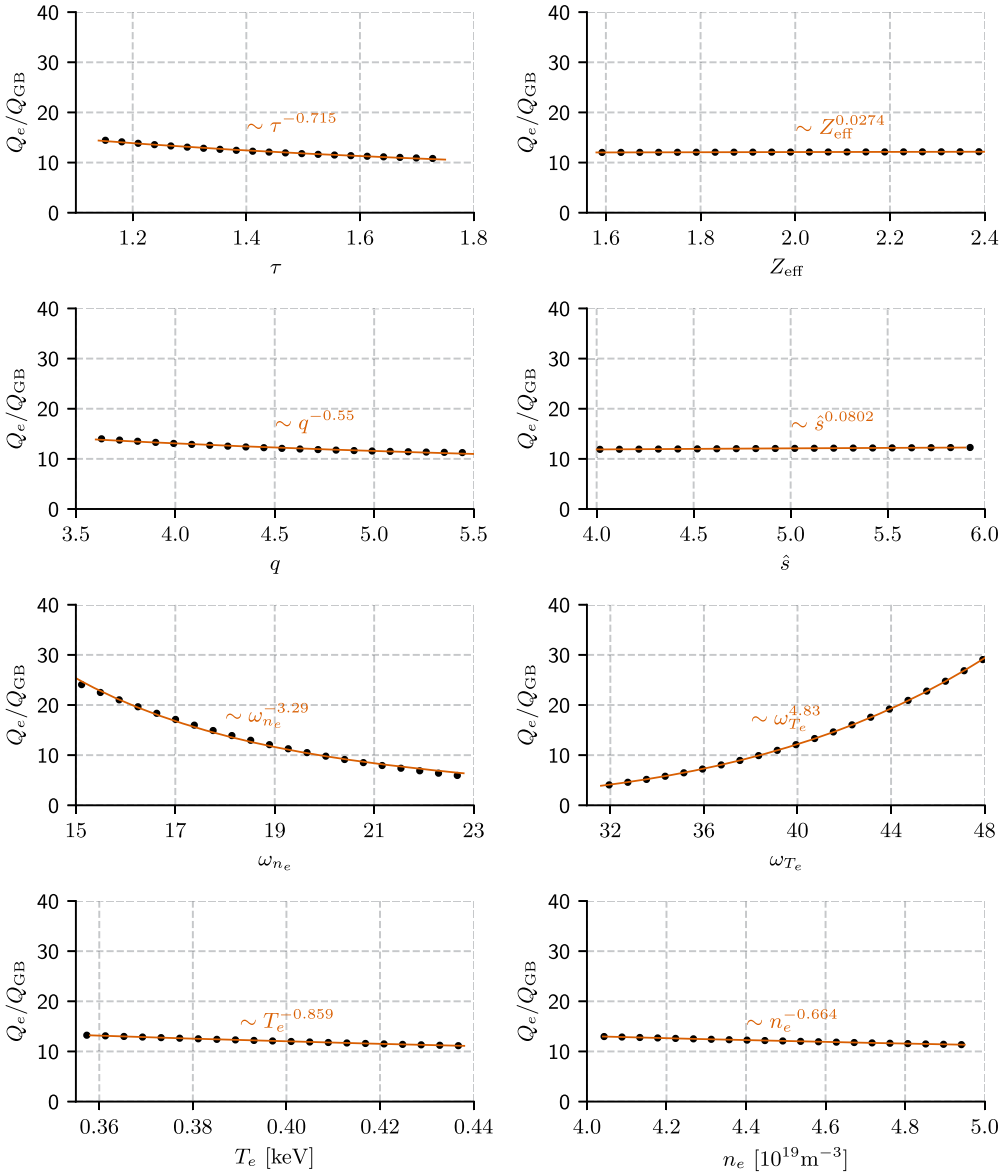 40
30
20
10
0
Q_e/Q_GB
∼ τ^−0.715
1.2 1.4 1.6 1.8
τ
40
30
20
10
0
Q_e/Q_GB
∼ Z_eff^0.0274
1.6 1.8 2.0 2.2 2.4
Z_eff
40
30
20
10
0
Q_e/Q_GB
∼ q^−0.55
3.5 4.0 4.5 5.0 5.5
q
40
30
20
10
0
Q_e/Q_GB
∼ ŝ^0.0802
4.0 4.5 5.0 5.5 6.0
ŝ
40
30
20
10
0
Q_e/Q_GB
∼ ω_{n_e}^−3.29
15 17 19 21 23
ω_{n_e}
40
30
20
10
0
Q_e/Q_GB
∼ ω_{T_e}^4.83
32 36 40 44 48
ω_{T_e}
40
30
20
10
0
Q_e/Q_GB
∼ T_e^−0.859
0.36 0.38 0.40 0.42 0.44
T_e [keV]
40
30
20
10
0
Q_e/Q_GB
∼ n_e^−0.664
4.0 4.2 4.4 4.6 4.8 5.0
n_e [10^19 m^−3]